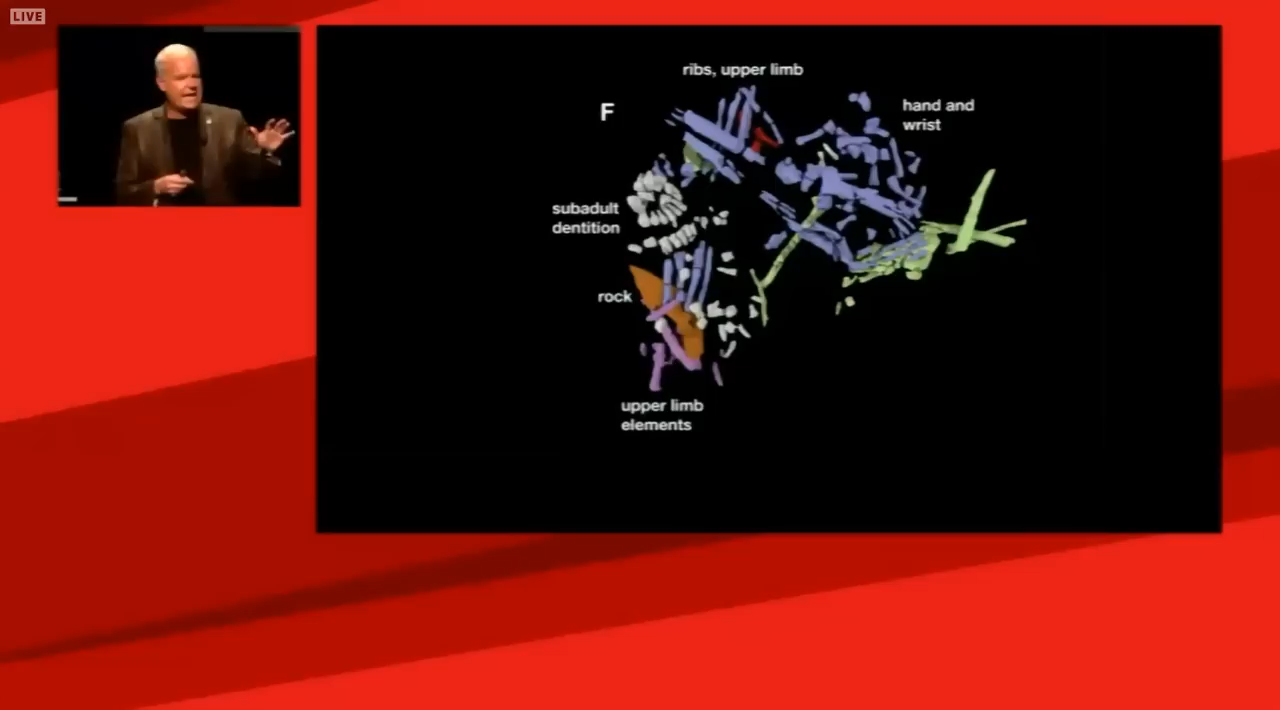 LIVE
ribs, upper limb
F
hand and
wrist
subadult
dentition
rock
upper limb
elements